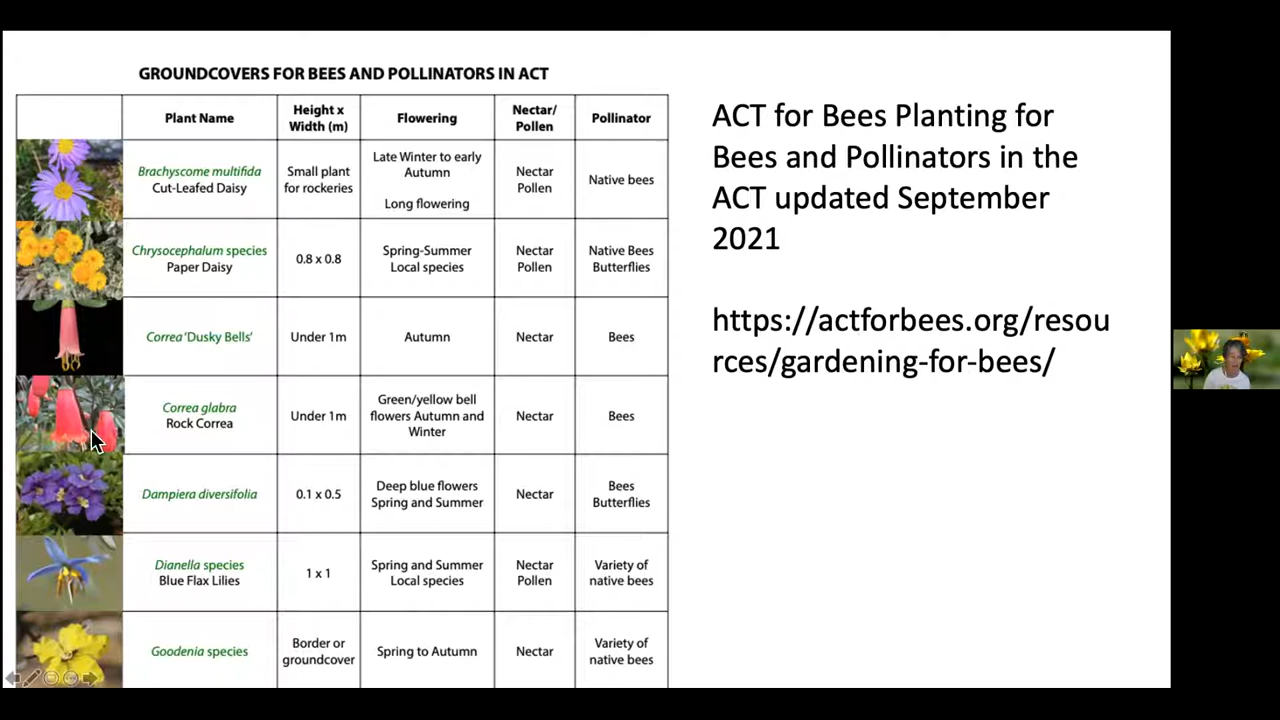 GROUNDCOVERS FOR BEES AND POLLINATORS IN ACT
Plant Name
Height x
Width (m)
Flowering
Nectar/
Pollen
Pollinator
Brachyscome multifida
Cut-Leafed Daisy
Small plant
for rockeries
Late Winter to early
Autumn
Long flowering
Nectar
Pollen
Native bees
Chrysocephalum species
Paper Daisy
0.8 x 0.8
Spring-Summer
Local species
Nectar
Pollen
Native Bees
Butterflies
Correa 'Dusky Bells'
Under 1m
Autumn
Nectar
Bees
Correa glabra
Rock Correa
Under 1m
Green/yellow bell
flowers Autumn and
Winter
Nectar
Bees
Dampiera diversifolia
0.1 x 0.5
Deep blue flowers
Spring and Summer
Nectar
Bees
Butterflies
Dianella species
Blue Flax Lilies
1 x 1
Spring and Summer
Local species
Nectar
Pollen
Variety of
native bees
Goodenia species
Border or
groundcover
Spring to Autumn
Nectar
Variety of
native bees
ACT for Bees Planting for
Bees and Pollinators in the
ACT updated September
2021
https://actforbees.org/resou
rces/gardening-for-bees/